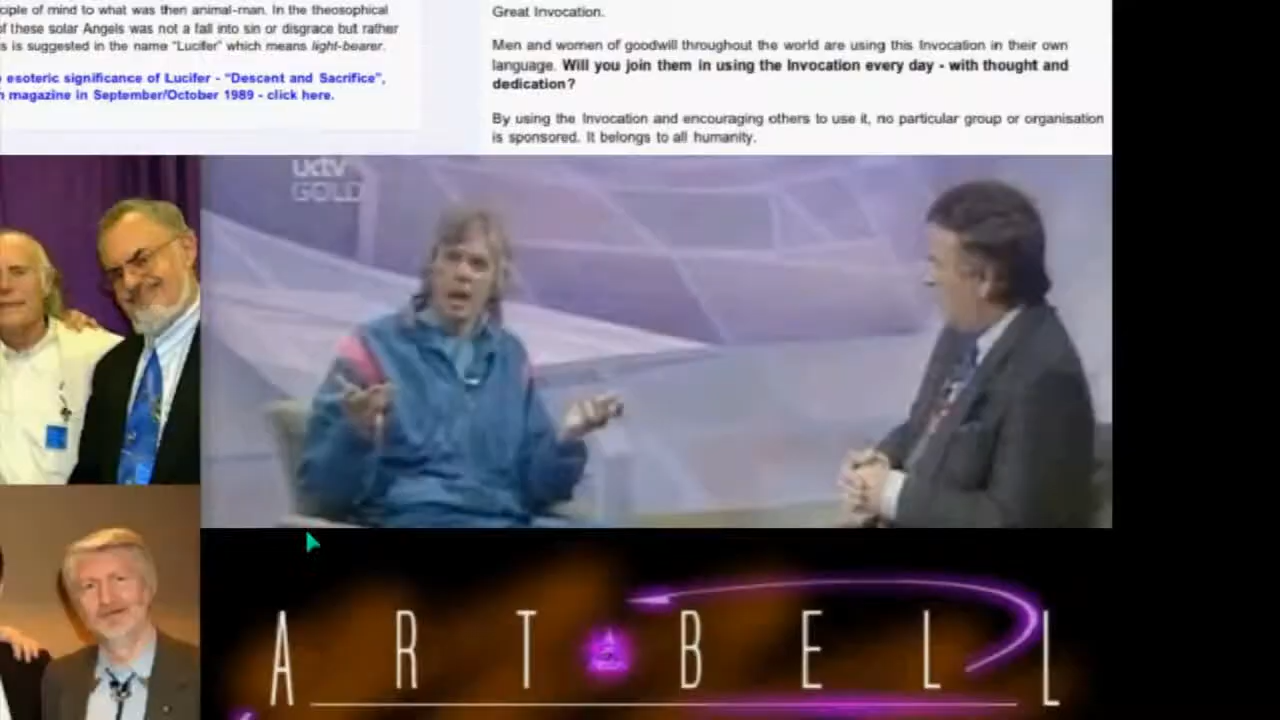 ciple of mind to what was then animal-man. In the theosophical
of these solar Angels was not a fall into sin or disgrace but rather
s is suggested in the name "Lucifer" which means light-bearer.
esoteric significance of Lucifer - "Descent and Sacrifice",
magazine in September/October 1989 - click here.
Great Invocation.
Men and women of goodwill throughout the world are using this Invocation in their own
language. Will you join them in using the Invocation every day - with thought and
dedication?
By using the Invocation and encouraging others to use it, no particular group or organisation
is sponsored. It belongs to all humanity.
uktv
GOLD
ART BELL